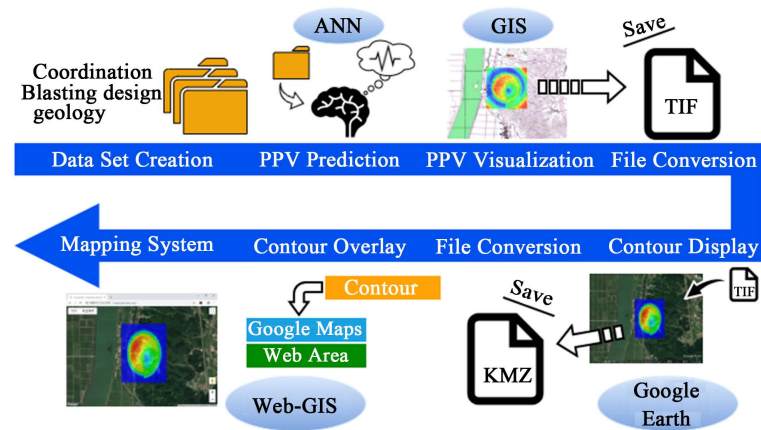 ANN
GIS
Save
Coordination
Blasting design
geology
TIF
Data Set Creation
PPV Prediction
PPV Visualization
File Conversion
Mapping System
Contour Overlay
File Conversion
Contour Display
Contour
Google Maps
Web Area
Web-GIS
Save
KMZ
TIF
Google
Earth